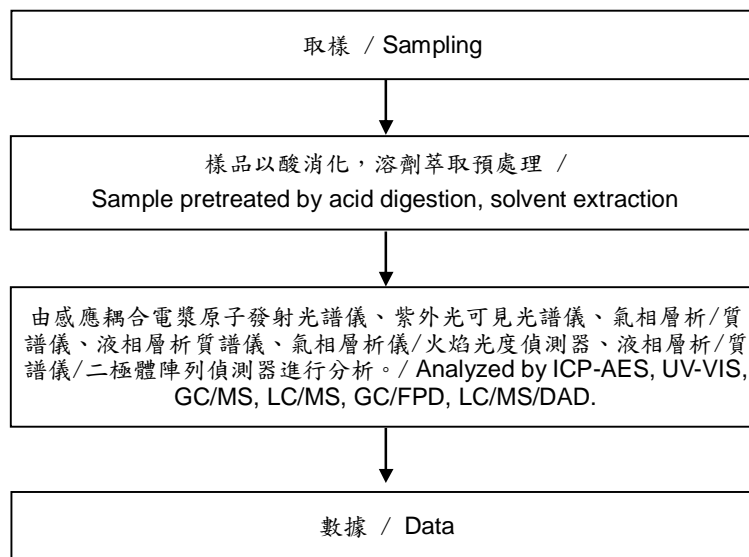 取樣 / Sampling
樣品以酸消化，溶劑萃取預處理 /
Sample pretreated by acid digestion, solvent extraction
由感應耦合電漿原子發射光譜儀、紫外光可見光譜儀、氣相層析/質
譜儀、液相層析質譜儀、氣相層析儀/火焰光度偵測器、液相層析/質
譜儀/二極體陣列偵測器進行分析。/ Analyzed by ICP-AES, UV-VIS,
GC/MS, LC/MS, GC/FPD, LC/MS/DAD.
數據 / Data